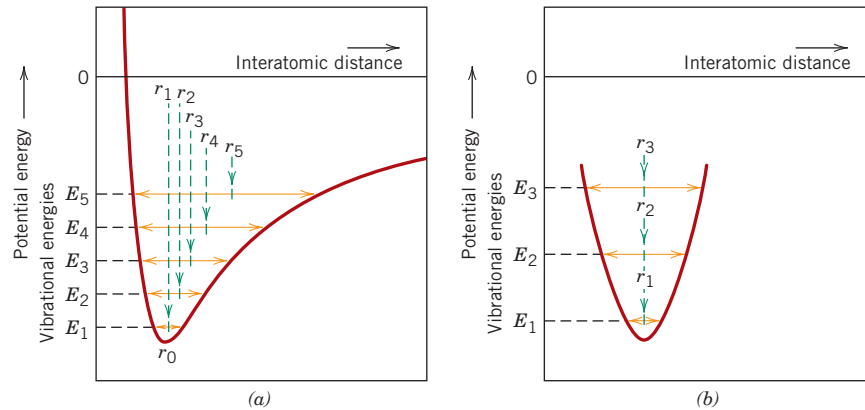 Potential energy
Vibrational energies
0
Interatomic distance
r1
r2
r3
r4
r5
E5
E4
E3
E2
E1
r0
(a)
Potential energy
Vibrational energies
0
Interatomic distance
r3
E3
r2
E2
r1
E1
(b)